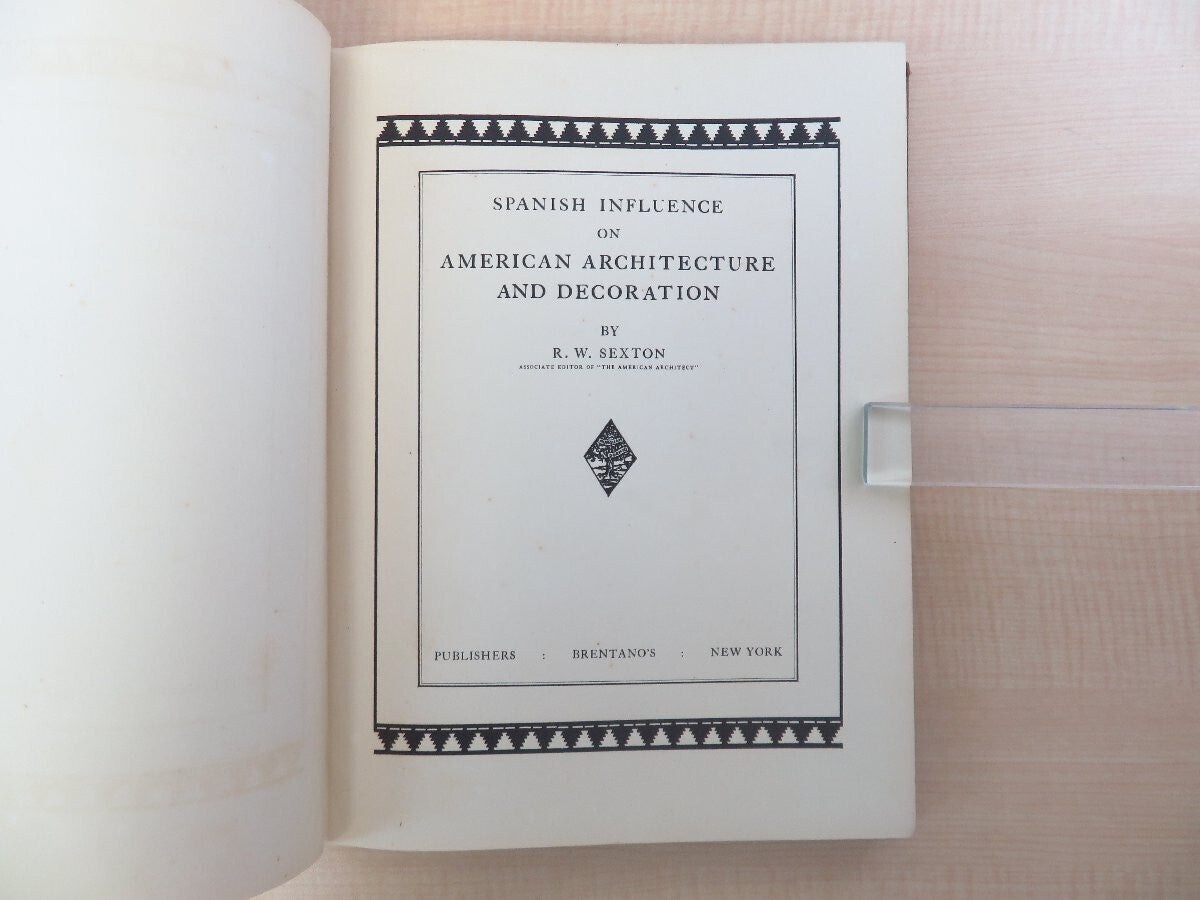 SPANISH INFLUENCE
ON
AMERICAN ARCHITECTURE
AND DECORATION
BY
R. W. SEXTON
ASSOCIATE EDITOR OF "THE AMERICAN ARCHITECT"
PUBLISHERS : BRENTANO'S : NEW YORK